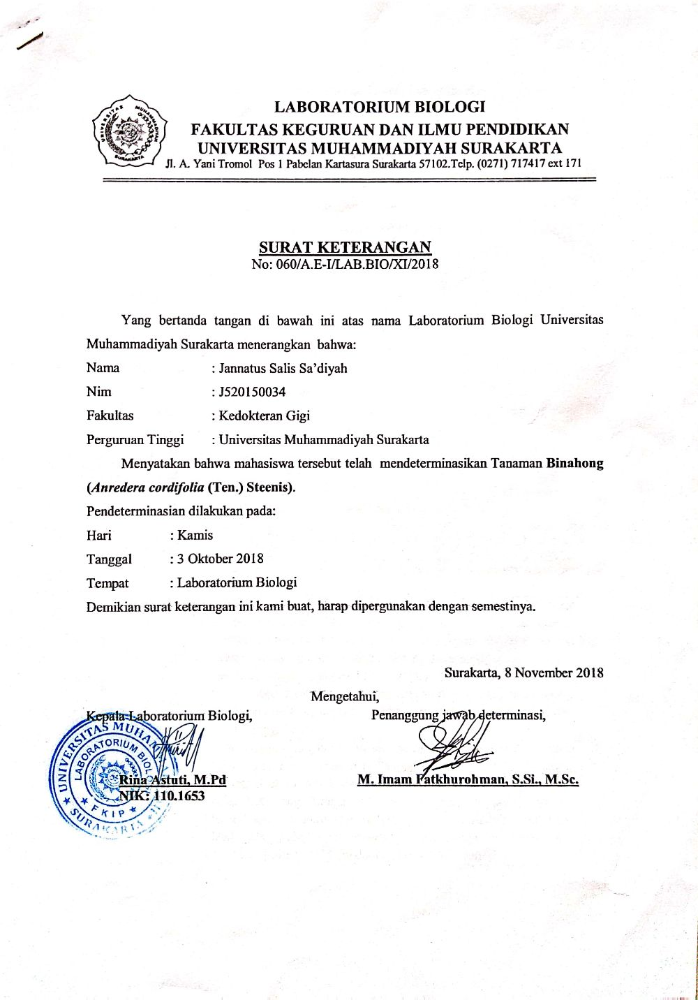 LABORATORIUM BIOLOGI
FAKULTAS KEGURUAN DAN ILMU PENDIDIKAN
UNIVERSITAS MUHAMMADIYAH SURAKARTA
Jl. A. Yani Tromol Pos 1 Pabelan Kartasura Surakarta 57102.Telp. (0271) 717417 ext 171
UNIVERSITAS MUHAMMADIYAH
SURAKARTA
SURAT KETERANGAN
No: 060/A.E-I/LAB.BIO/XI/2018
Yang bertanda tangan di bawah ini atas nama Laboratorium Biologi Universitas
Muhammadiyah Surakarta menerangkan bahwa:
Nama : Jannatus Salis Sa’diyah
Nim : J520150034
Fakultas : Kedokteran Gigi
Perguruan Tinggi : Universitas Muhammadiyah Surakarta
Menyatakan bahwa mahasiswa tersebut telah mendeterminasikan Tanaman Binahong
(Anredera cordifolia (Ten.) Steenis).
Pendeterminasian dilakukan pada:
Hari : Kamis
Tanggal : 3 Oktober 2018
Tempat : Laboratorium Biologi
Demikian surat keterangan ini kami buat, harap dipergunakan dengan semestinya.
Surakarta, 8 November 2018
Mengetahui,
Kepala Laboratorium Biologi,
Penanggung jawab determinasi,
UNIVERSITAS
LABORATORIUM
FKIP
SURAKARTA
Rina Astuti, M.Pd
NIK: 110.1653
M. Imam Fatkhurohman, S.Si., M.Sc.